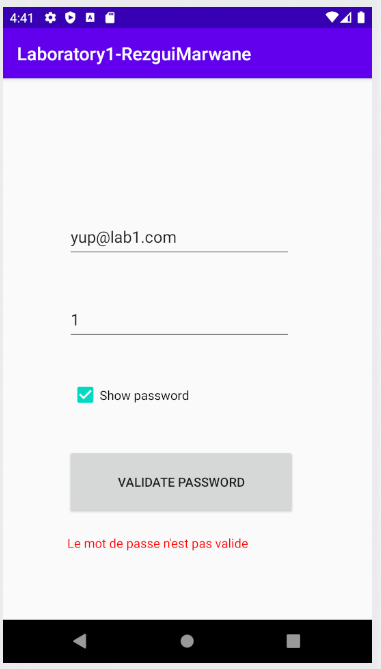 4:41
Laboratory1-RezguiMarwane
yup@lab1.com
1
Show password
VALIDATE PASSWORD
Le mot de passe n'est pas valide